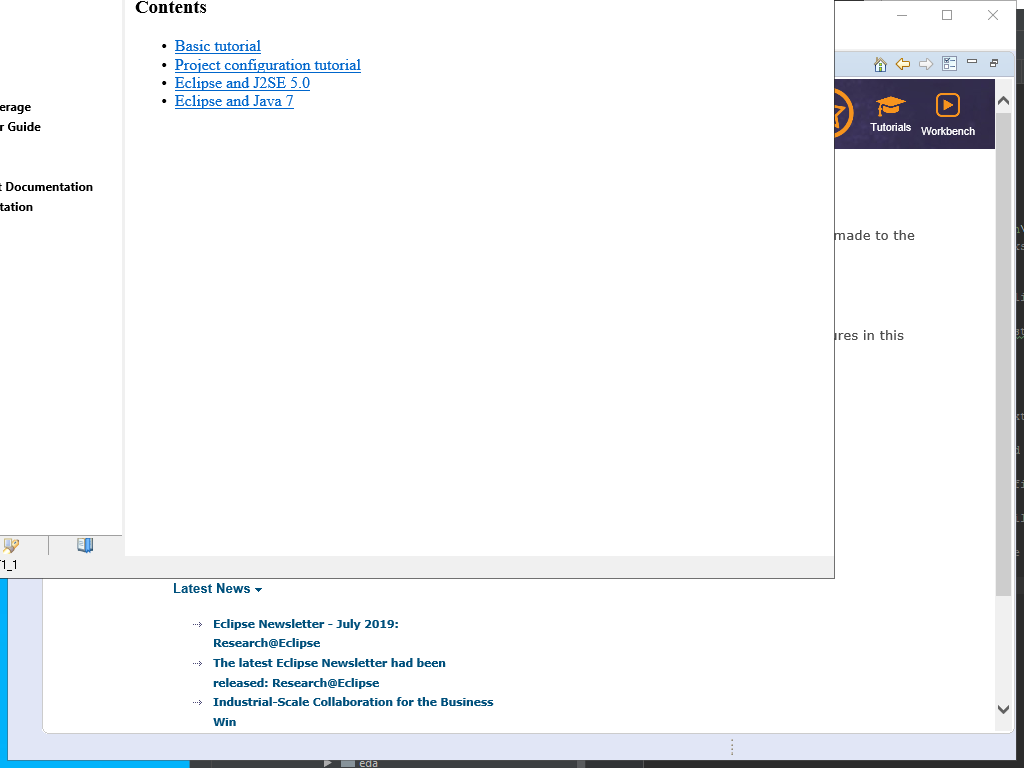 Contents
Basic tutorial
Project configuration tutorial
Eclipse and J2SE 5.0
Eclipse and Java 7
erage
r Guide
t Documentation
tation
1_1
Tutorials
Workbench
made to the
ures in this
Latest News
Eclipse Newsletter - July 2019:
Research@Eclipse
The latest Eclipse Newsletter had been
released: Research@Eclipse
Industrial-Scale Collaboration for the Business
Win
eda